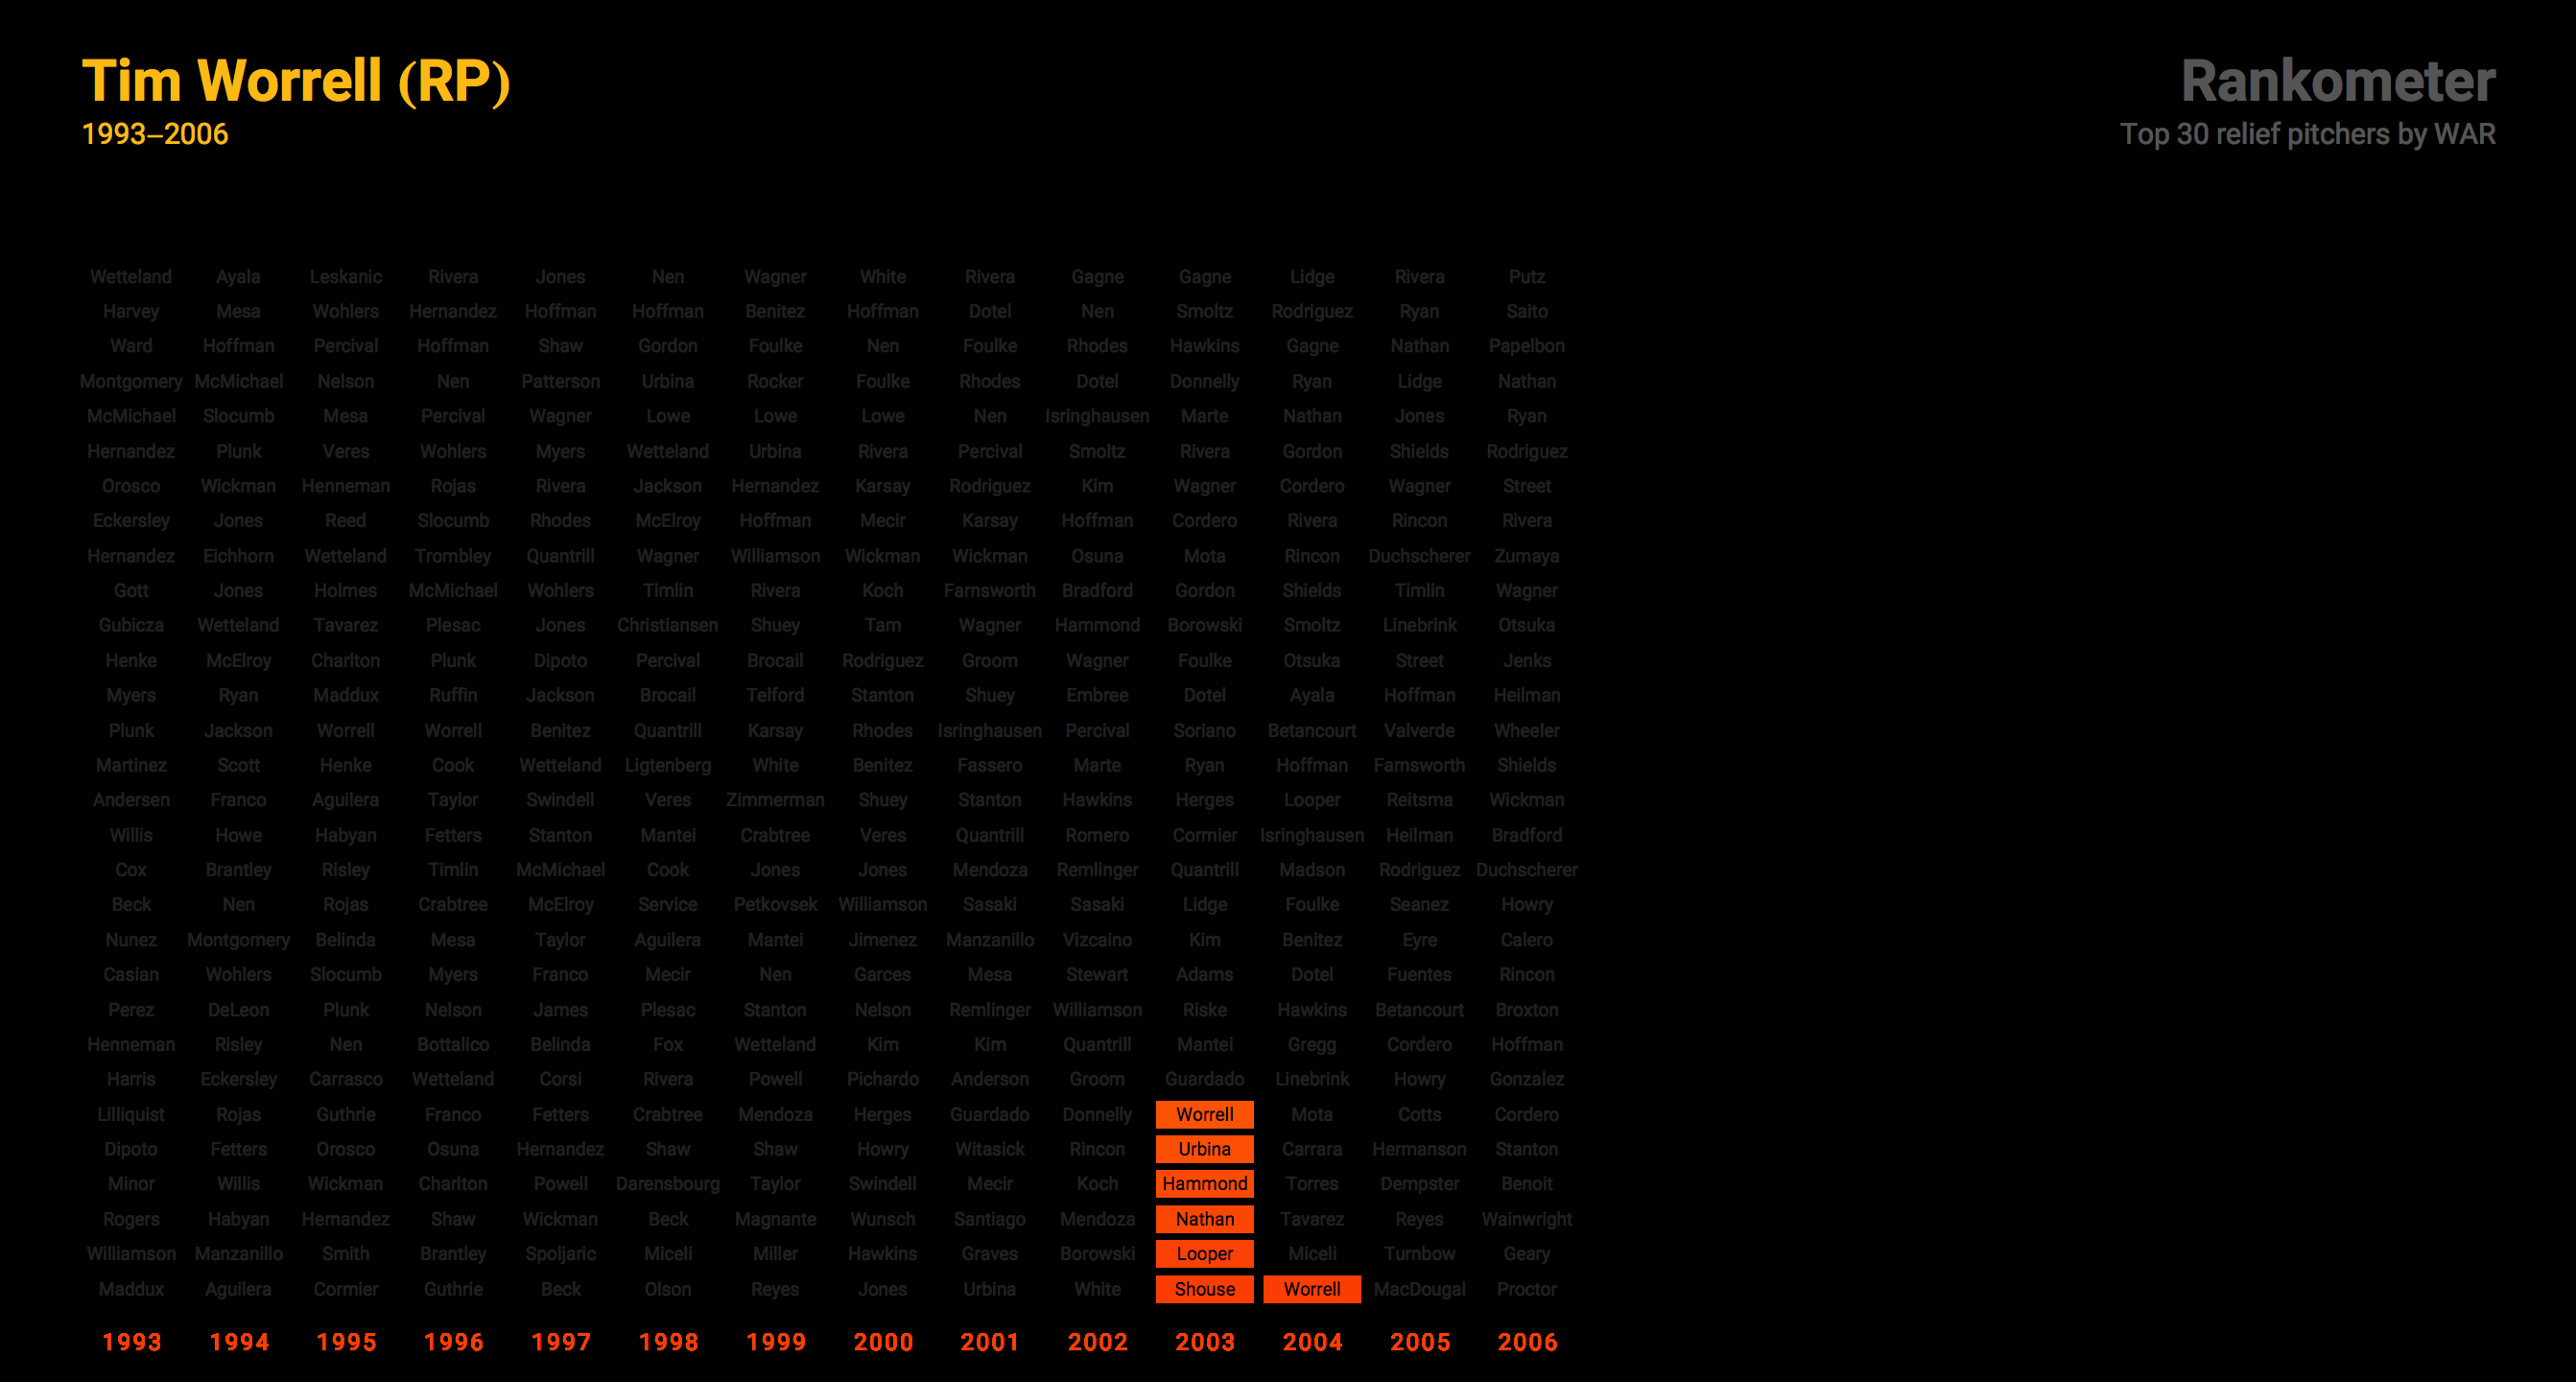 Tim Worrell (RP)
1993–2006
Rankometer
Top 30 relief pitchers by WAR
Wetteland Ayala Leskanic Rivera Jones Nen Wagner White Rivera Gagne Gagne Lidge Rivera Putz
Harvey Mesa Wohlers Hernandez Hoffman Hoffman Benitez Hoffman Dotel Nen Smoltz Rodriguez Ryan Saito
Ward Hoffman Percival Hoffman Shaw Gordon Foulke Nen Foulke Rhodes Hawkins Gagne Nathan Papelbon
Montgomery McMichael Nelson Nen Patterson Urbina Rocker Foulke Rhodes Dotel Donnelly Ryan Lidge Nathan
McMichael Slocumb Mesa Percival Wagner Lowe Lowe Lowe Nen Isringhausen Marte Nathan Jones Ryan
Hernandez Plunk Veres Wohlers Myers Wetteland Urbina Rivera Percival Smoltz Rivera Gordon Shields Rodriguez
Orosco Wickman Henneman Rojas Rivera Jackson Hernandez Karsay Rodriguez Kim Wagner Cordero Wagner Street
Eckersley Jones Reed Slocumb Rhodes McElroy Hoffman Mecir Karsay Hoffman Cordero Rivera Rincon Rivera
Hernandez Eichhorn Wetteland Trombley Quantrill Wagner Williamson Wickman Wickman Osuna Mota Rincon Duchscherer Zumaya
Gott Jones Holmes McMichael Wohlers Timlin Rivera Koch Farnsworth Bradford Gordon Shields Timlin Wagner
Gubicza Wetteland Tavarez Plesac Jones Christiansen Shuey Tam Wagner Hammond Borowski Smoltz Linebrink Otsuka
Henke McElroy Charlton Plunk Dipoto Percival Brocail Rodriguez Groom Wagner Foulke Otsuka Street Jenks
Myers Ryan Maddux Ruffin Jackson Brocail Telford Stanton Shuey Embree Dotel Ayala Hoffman Heilman
Plunk Jackson Worrell Worrell Benitez Quantrill Karsay Rhodes Isringhausen Percival Soriano Betancourt Valverde Wheeler
Martinez Scott Henke Cook Wetteland Ligtenberg White Benitez Fassero Marte Ryan Hoffman Farnsworth Shields
Andersen Franco Aguilera Taylor Swindell Veres Zimmerman Shuey Stanton Hawkins Herges Looper Reitsma Wickman
Willis Howe Habyan Fetters Stanton Mantei Crabtree Veres Quantrill Romero Cormier Isringhausen Heilman Bradford
Cox Brantley Risley Timlin McMichael Cook Jones Jones Mendoza Remlinger Quantrill Madson Rodriguez Duchscherer
Beck Nen Rojas Crabtree McElroy Service Petkovsek Williamson Sasaki Sasaki Lidge Foulke Seanez Howry
Nunez Montgomery Belinda Mesa Taylor Aguilera Mantei Jimenez Manzanillo Vizcaino Kim Benitez Eyre Calero
Casian Wohlers Slocumb Myers Franco Mecir Nen Garces Mesa Stewart Adams Dotel Fuentes Rincon
Perez DeLeon Plunk Nelson James Plesac Stanton Nelson Remlinger Williamson Riske Hawkins Betancourt Broxton
Henneman Risley Nen Bottalico Belinda Fox Wetteland Kim Kim Quantrill Mantei Gregg Cordero Hoffman
Harris Eckersley Carrasco Wetteland Corsi Rivera Powell Pichardo Anderson Groom Guardado Linebrink Howry Gonzalez
Lilliquist Rojas Guthrie Franco Fetters Crabtree Mendoza Herges Guardado Donnelly Worrell Mota Cotts Cordero
Dipoto Fetters Orosco Osuna Hernandez Shaw Shaw Howry Witasick Rincon Urbina Carrara Hermanson Stanton
Minor Willis Wickman Charlton Powell Darensbourg Taylor Swindell Mecir Koch Hammond Torres Dempster Benoit
Rogers Habyan Hernandez Shaw Wickman Beck Magnante Wunsch Santiago Mendoza Nathan Tavarez Reyes Wainwright
Williamson Manzanillo Smith Brantley Spoljaric Miceli Miller Hawkins Graves Borowski Looper Miceli Turnbow Geary
Maddux Aguilera Cormier Guthrie Beck Olson Reyes Jones Urbina White Shouse Worrell MacDougal Proctor
1993 1994 1995 1996 1997 1998 1999 2000 2001 2002 2003 2004 2005 2006